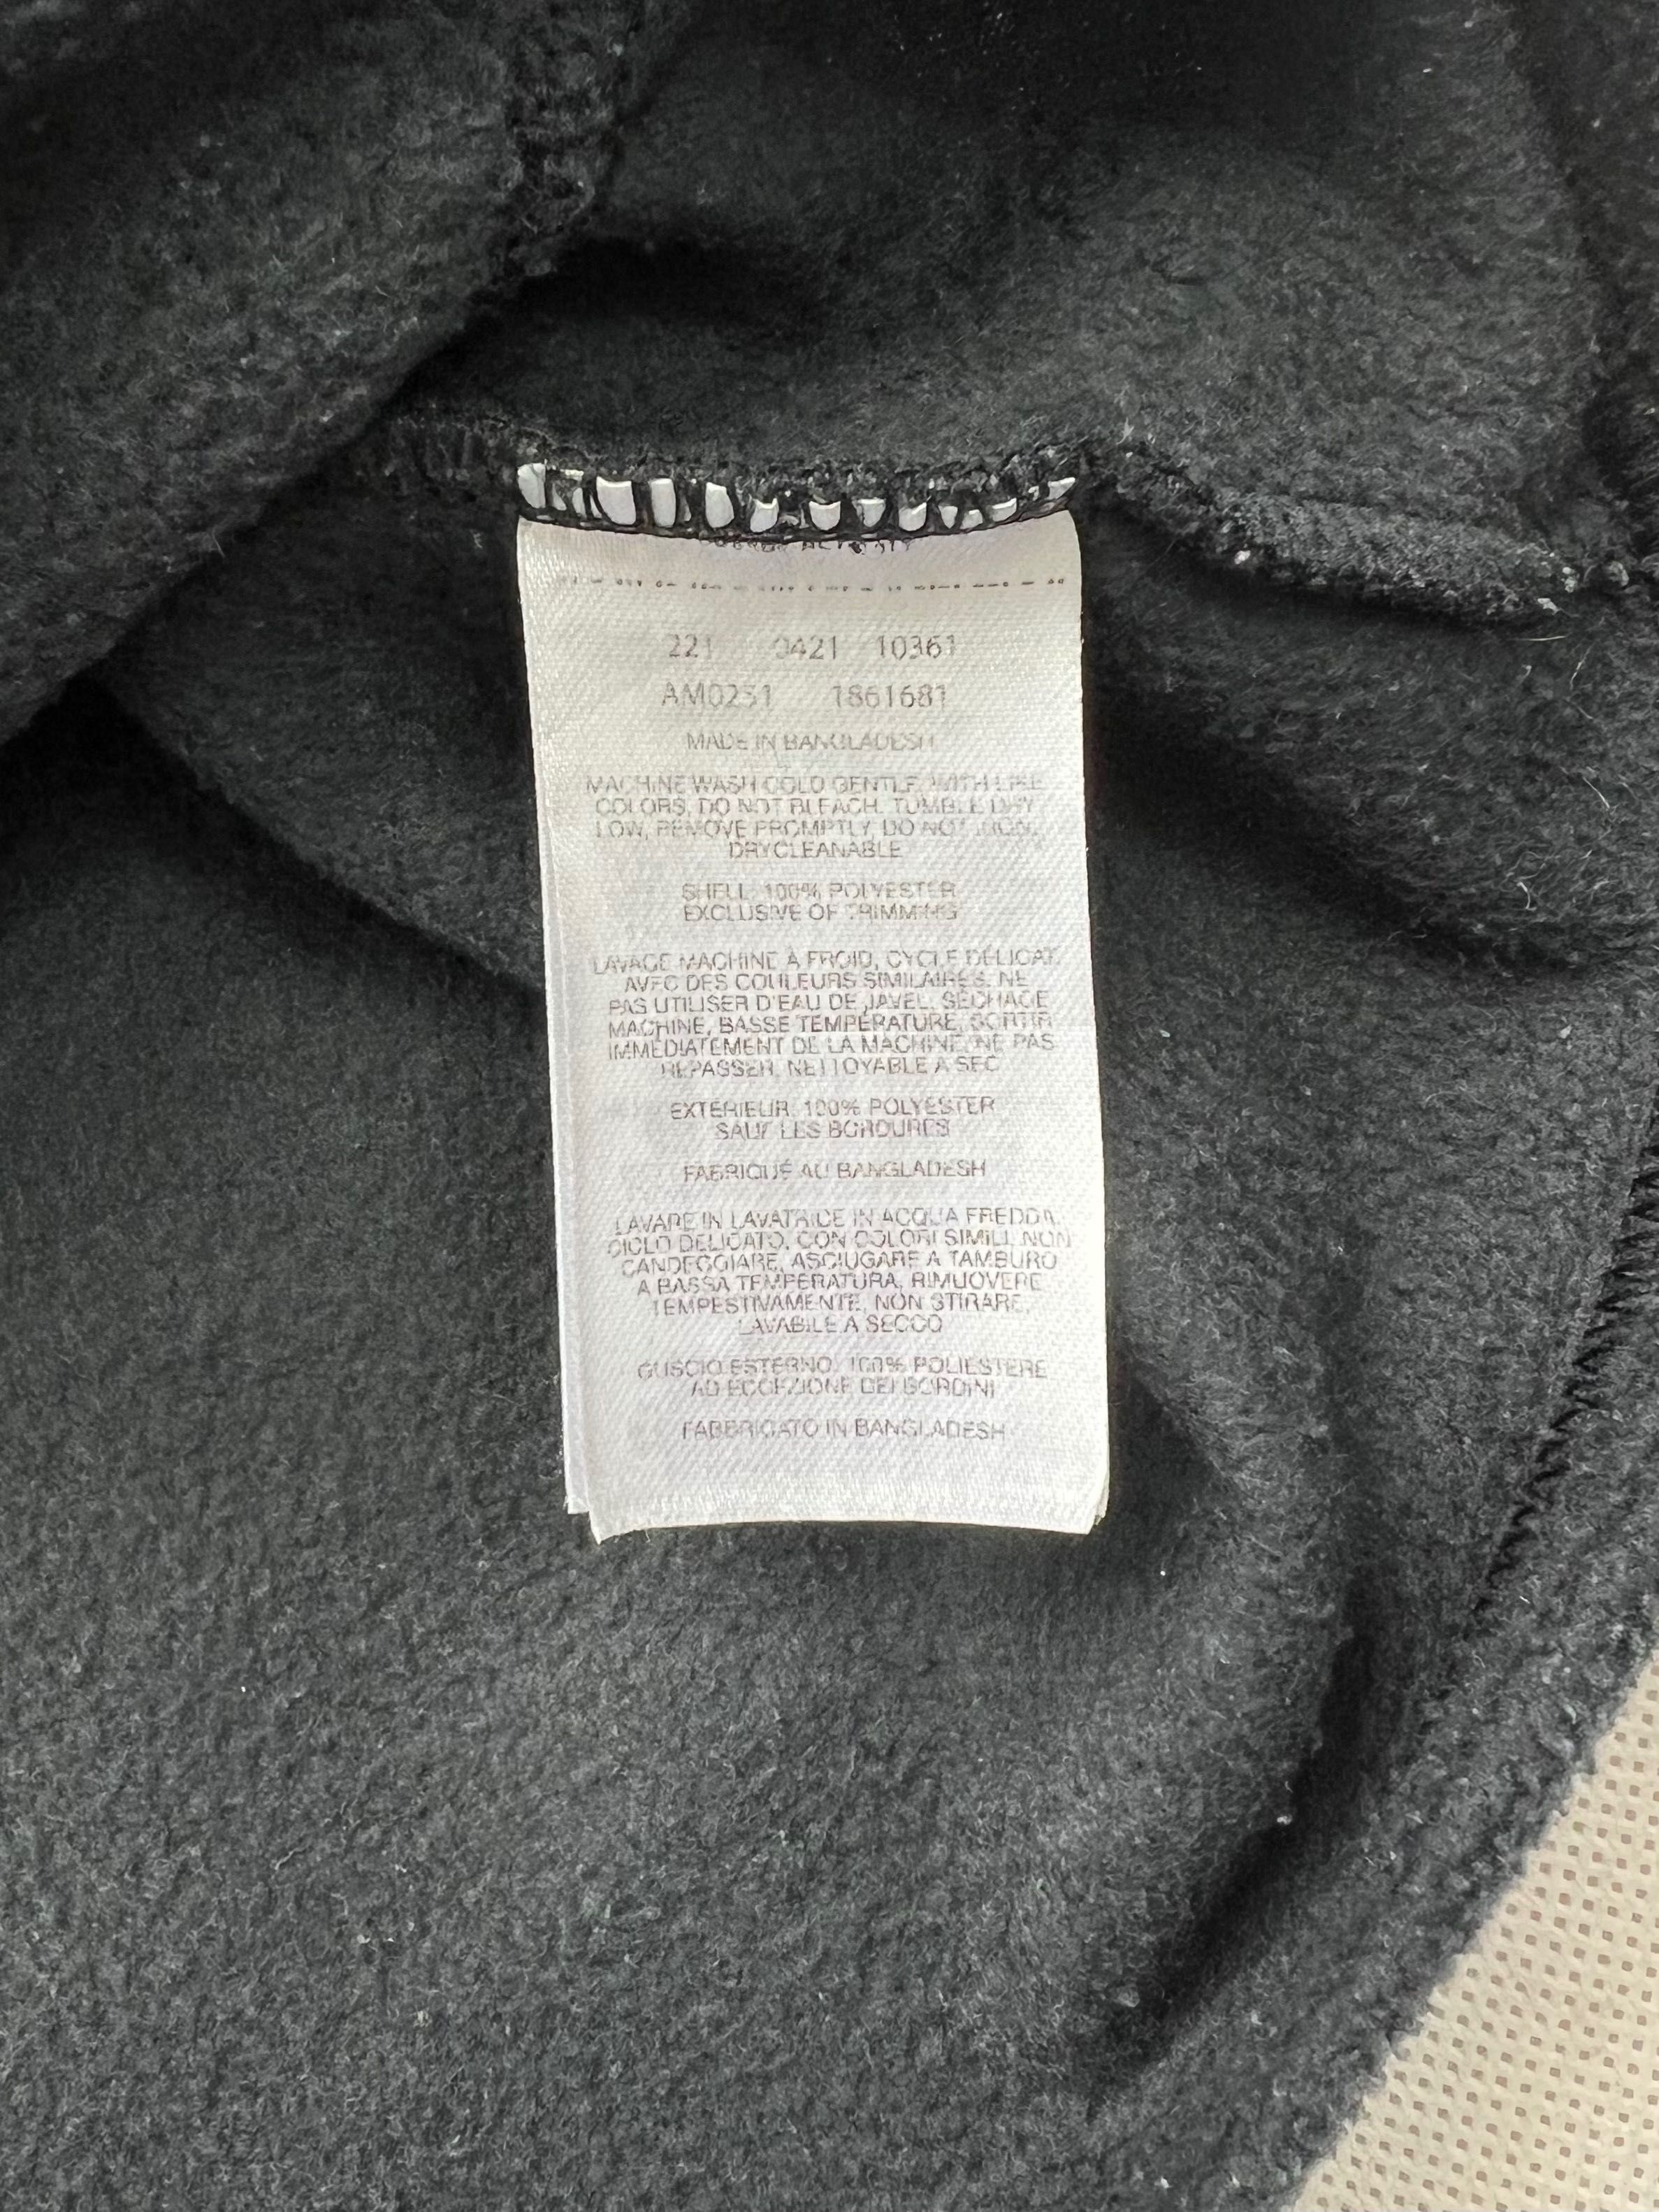 221 0421 10361
AM0231 1861681
MADE IN BANGLADESH
MACHINE WASH COLD GENTLE, WITH LIKE
COLORS, DO NOT BLEACH, TUMBLE DRY
LOW, REMOVE PROMPTLY, DO NOT IRON,
DRYCLEANABLE
SHELL: 100% POLYESTER
EXCLUSIVE OF TRIMMING
LAVAGE MACHINE À FROID, CYCLE DÉLICAT,
AVEC DES COULEURS SIMILAIRES, NE
PAS UTILISER D'EAU DE JAVEL, SÉCHAGE
MACHINE, BASSE TEMPÉRATURE, SORTIR
IMMÉDIATEMENT DE LA MACHINE, NE PAS
REPASSER, NETTOYABLE À SEC
EXTÉRIEUR: 100% POLYESTER
SAUF LES BORDURES
FABRIQUÉ AU BANGLADESH
LAVARE IN LAVATRICE IN ACQUA FREDDA,
CICLO DELICATO, CON COLORI SIMILI, NON
CANDEGGIARE, ASCIUGARE A TAMBURO
A BASSA TEMPERATURA, RIMUOVERE
TEMPESTIVAMENTE, NON STIRARE,
LAVABILE A SECCO
GUSCIO ESTERNO: 100% POLIESTERE
AD ECCEZIONE DEI BORDINI
FABBRICATO IN BANGLADESH